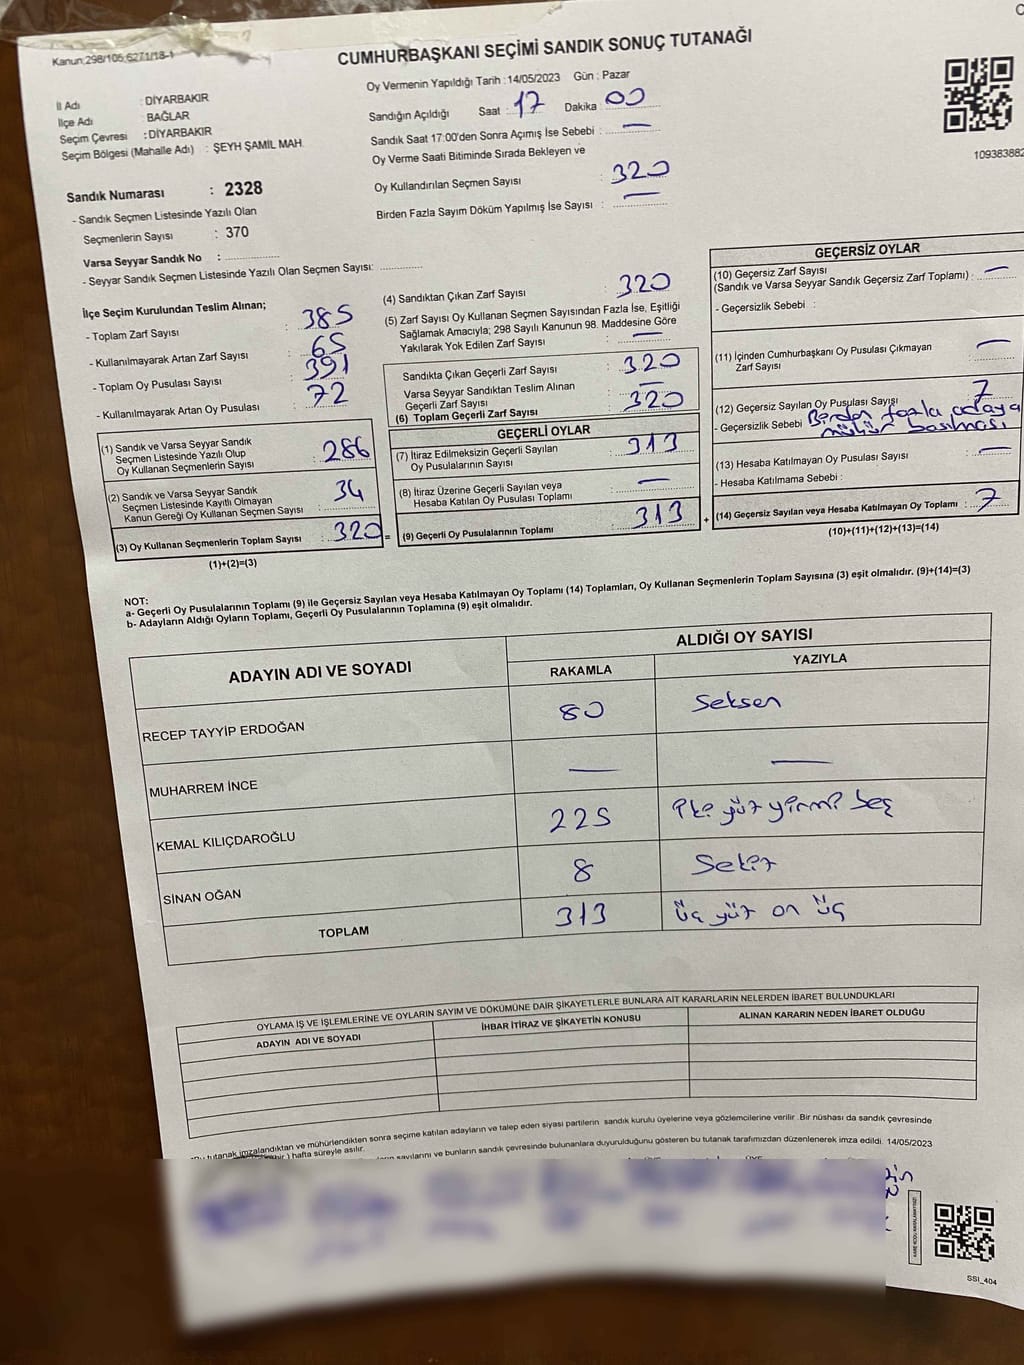 Kanun;298/105;6271/18-1
CUMHURBAŞKANI SEÇİMİ SANDIK SONUÇ TUTANAĞI
Oy Vermenin Yapıldığı Tarih : 14/05/2023 Gün : Pazar
İl Adı : DİYARBAKIR
İlçe Adı : BAĞLAR
Seçim Çevresi : DİYARBAKIR
Seçim Bölgesi (Mahalle Adı) : ŞEYH ŞAMİL MAH.
Sandığın Açıldığı Saat : 17 Dakika : 00
Sandık Saat 17:00'den Sonra Açımış İse Sebebi : —
Oy Verme Saati Bitiminde Sırada Bekleyen ve
Oy Kullandırılan Seçmen Sayısı : 320
Birden Fazla Sayım Döküm Yapılmış İse Sayısı : —
109383882
Sandık Numarası : 2328
- Sandık Seçmen Listesinde Yazılı Olan
Seçmenlerin Sayısı : 370
Varsa Seyyar Sandık No :
- Seyyar Sandık Seçmen Listesinde Yazılı Olan Seçmen Sayısı:
İlçe Seçim Kurulundan Teslim Alınan;
- Toplam Zarf Sayısı : 385
- Kullanılmayarak Artan Zarf Sayısı : 65
- Toplam Oy Pusulası Sayısı : 391
- Kullanılmayarak Artan Oy Pusulası : 72
(1) Sandık ve Varsa Seyyar Sandık
Seçmen Listesinde Yazılı Olup
Oy Kullanan Seçmenlerin Sayısı : 286
(2) Sandık ve Varsa Seyyar Sandık
Seçmen Listesinde Kayıtlı Olmayan
Kanun Gereği Oy Kullanan Seçmen Sayısı : 34
(3) Oy Kullanan Seçmenlerin Toplam Sayısı : 320 =
(1)+(2)=(3)
(4) Sandıktan Çıkan Zarf Sayısı : 320
(5) Zarf Sayısı Oy Kullanan Seçmen Sayısından Fazla İse, Eşitliği
Sağlamak Amacıyla; 298 Sayılı Kanunun 98. Maddesine Göre
Yakılarak Yok Edilen Zarf Sayısı : —
Sandıkta Çıkan Geçerli Zarf Sayısı : 320
Varsa Seyyar Sandıktan Teslim Alınan
Geçerli Zarf Sayısı : —
(6) Toplam Geçerli Zarf Sayısı : 320
GEÇERLİ OYLAR
(7) İtiraz Edilmeksizin Geçerli Sayılan
Oy Pusulalarının Sayısı : 313
(8) İtiraz Üzerine Geçerli Sayılan veya
Hesaba Katılan Oy Pusulası Toplamı : —
(9) Geçerli Oy Pusulalarının Toplamı : 313 +
GEÇERSİZ OYLAR
(10) Geçersiz Zarf Sayısı
(Sandık ve Varsa Seyyar Sandık Geçersiz Zarf Toplamı) : —
- Geçersizlik Sebebi :
(11) İçinden Cumhurbaşkanı Oy Pusulası Çıkmayan
Zarf Sayısı : —
(12) Geçersiz Sayılan Oy Pusulası Sayısı : 7
- Geçersizlik Sebebi Birden fazla adaya
mühür basılması
(13) Hesaba Katılmayan Oy Pusulası Sayısı : —
- Hesaba Katılmama Sebebi :
(14) Geçersiz Sayılan veya Hesaba Katılmayan Oy Toplamı : 7
(10)+(11)+(12)+(13)=(14)
NOT:
a- Geçerli Oy Pusulalarının Toplamı (9) ile Geçersiz Sayılan veya Hesaba Katılmayan Oy Toplamı (14) Toplamları, Oy Kullanan Seçmenlerin Toplam Sayısına (3) eşit olmalıdır. (9)+(14)=(3)
b- Adayların Aldığı Oyların Toplamı, Geçerli Oy Pusulalarının Toplamına (9) eşit olmalıdır.
ADAYIN ADI VE SOYADI
ALDIĞI OY SAYISI
RAKAMLA YAZIYLA
RECEP TAYYİP ERDOĞAN 80 Seksen
MUHARREM İNCE — —
KEMAL KILIÇDAROĞLU 225 iki yüz yirmi beş
SİNAN OĞAN 8 Sekiz
TOPLAM 313 üç yüz on üç
OYLAMA İŞ VE İŞLEMLERİNE VE OYLARIN SAYIM VE DÖKÜMÜNE DAİR ŞİKAYETLERLE BUNLARA AİT KARARLARIN NELERDEN İBARET BULUNDUKLARI
ADAYIN ADI VE SOYADI İHBAR İTİRAZ VE ŞİKAYETİN KONUSU ALINAN KARARIN NEDEN İBARET OLDUĞU
tutanak imzalandıktan ve mühürlendikten sonra seçime katılan adayların ve talep eden siyasi partilerin sandık kurulu üyelerine veya gözlemcilerine verilir .Bir nüshası da sandık çevresinde
hafta süreyle asılır.
sayılarını ve bunların sandık çevresinde bulunanlara duyurulduğunu gösteren bu tutanak tarafımızdan düzenlenerek imza edildi. 14/05/2023
SSI_404